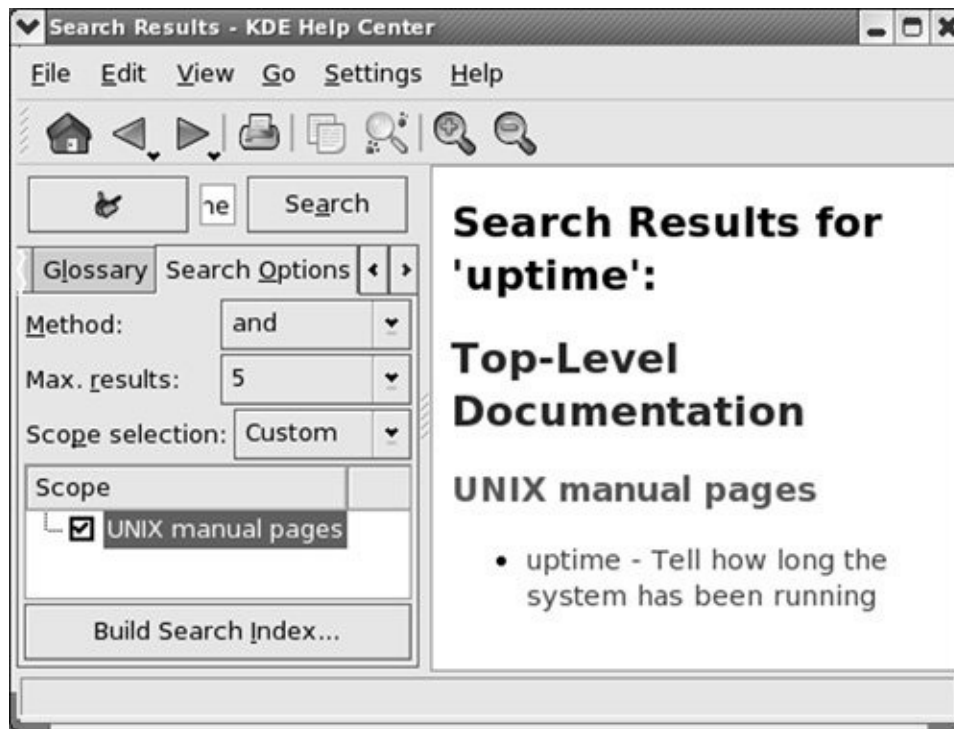 Search Results - KDE Help Center
File Edit View Go Settings Help
ne Search
Glossary Search Options
Method: and
Max. results: 5
Scope selection: Custom
Scope
UNIX manual pages
Build Search Index...
Search Results for
'uptime':
Top-Level
Documentation
UNIX manual pages
• uptime - Tell how long the
system has been running